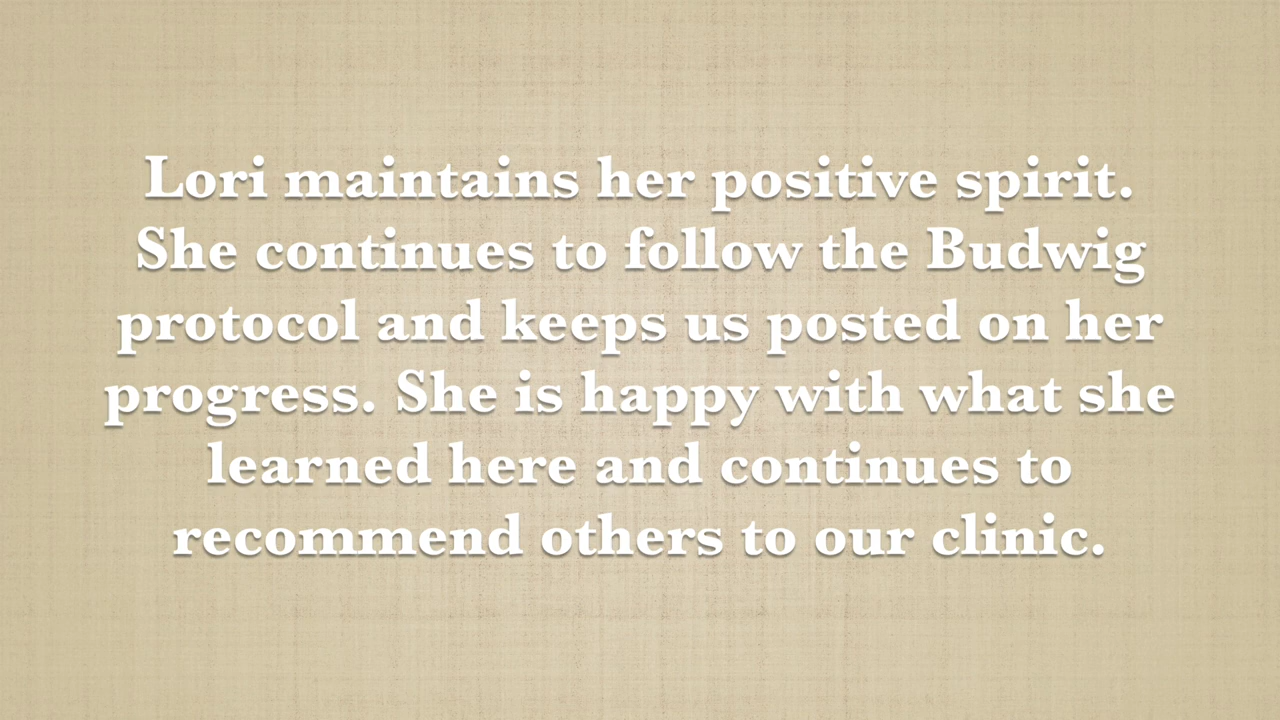 Lori maintains her positive spirit.
She continues to follow the Budwig
protocol and keeps us posted on her
progress. She is happy with what she
learned here and continues to
recommend others to our clinic.